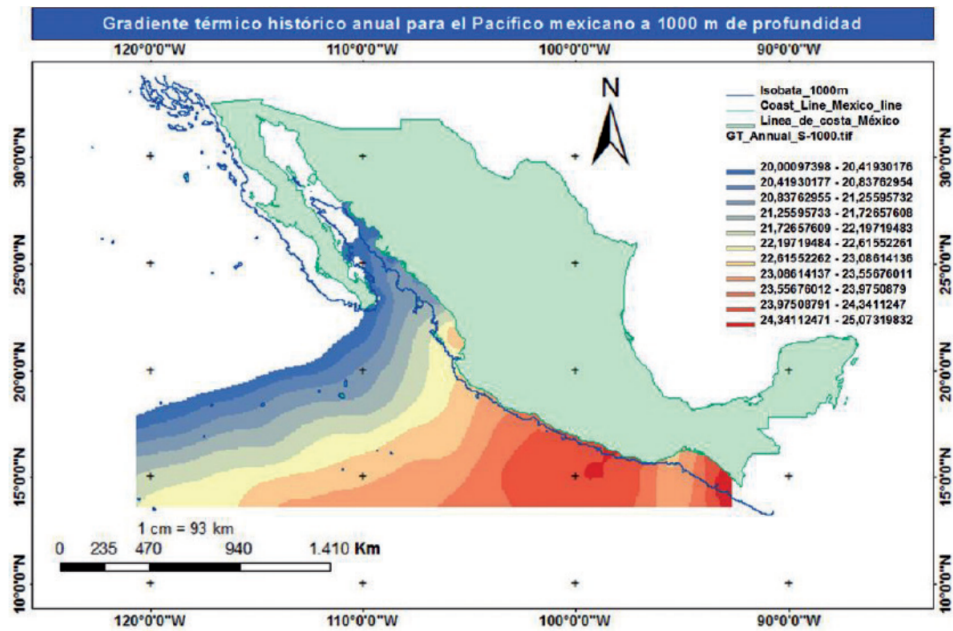 Gradiente térmico histórico anual para el Pacífico mexicano a 1000 m de profundidad
120°0'0"W 110°0'0"W 100°0'0"W 90°0'0"W
N
Isobata_1000m
Coast_Line_Mexico_line
Linea_de_costa_México
GT_Annual_S-1000.tif
20,00097398 - 20,41930176
20,41930177 - 20,83762954
20,83762955 - 21,25595732
21,25595733 - 21,72657608
21,72657609 - 22,19719483
22,19719484 - 22,61552261
22,61552262 - 23,08614136
23,08614137 - 23,55676011
23,55676012 - 23,9750879
23,97508791 - 24,3411247
24,34112471 - 25,07319832
30°0'0"N
25°0'0"N
20°0'0"N
15°0'0"N
10°0'0"N
30°0'0"N
25°0'0"N
20°0'0"N
15°0'0"N
10°0'0"N
1 cm = 93 km
0 235 470 940 1.410 Km
120°0'0"W 110°0'0"W 100°0'0"W 90°0'0"W